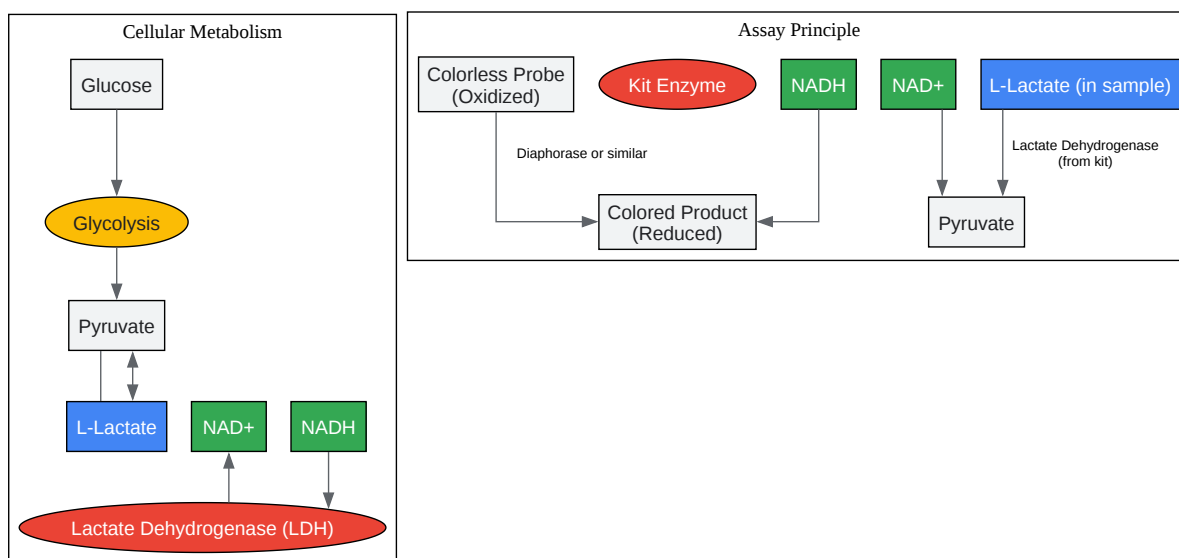 Cellular Metabolism
Glucose
Glycolysis
Pyruvate
L-Lactate
NAD+
NADH
Lactate Dehydrogenase (LDH)
Assay Principle
Colorless Probe
(Oxidized)
Kit Enzyme
NADH
NAD+
L-Lactate (in sample)
Diaphorase or similar
Lactate Dehydrogenase
(from kit)
Colored Product
(Reduced)
Pyruvate